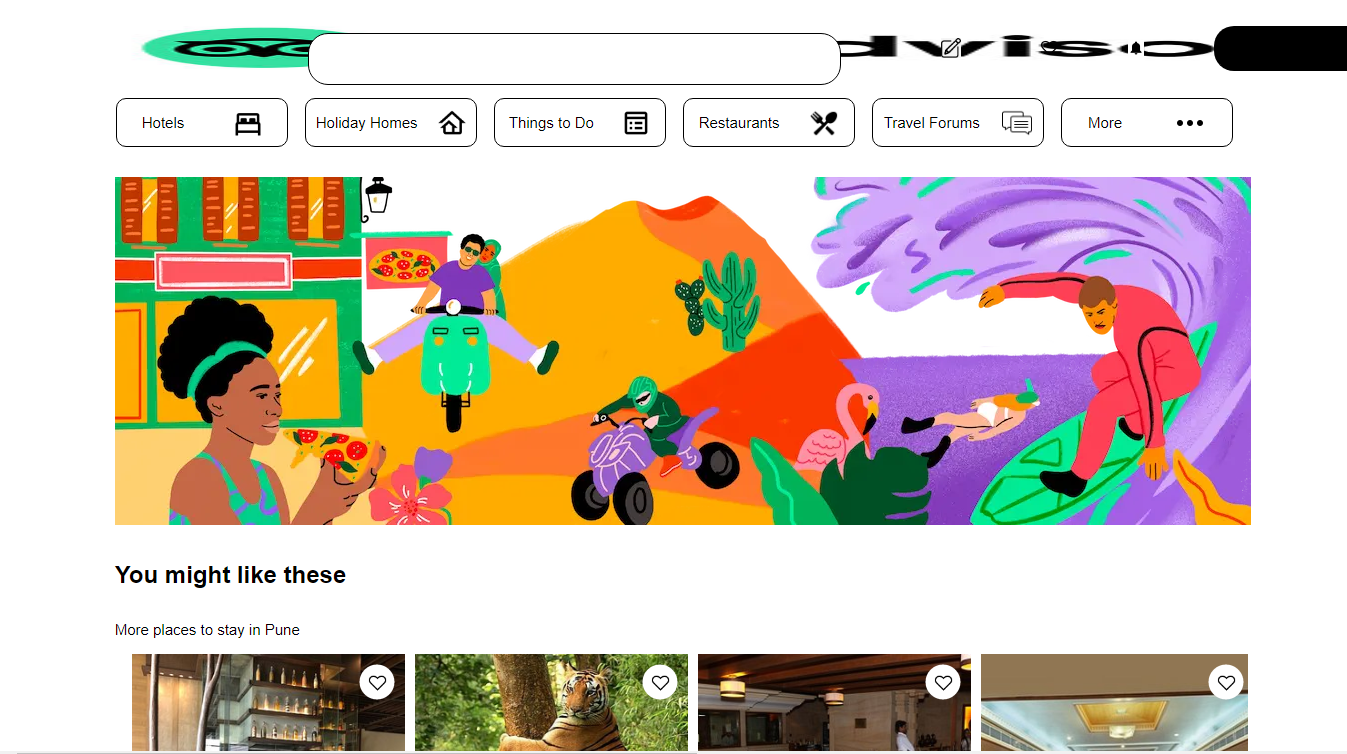 dviso
Hotels
Holiday Homes
Things to Do
Restaurants
Travel Forums
More
You might like these
More places to stay in Pune